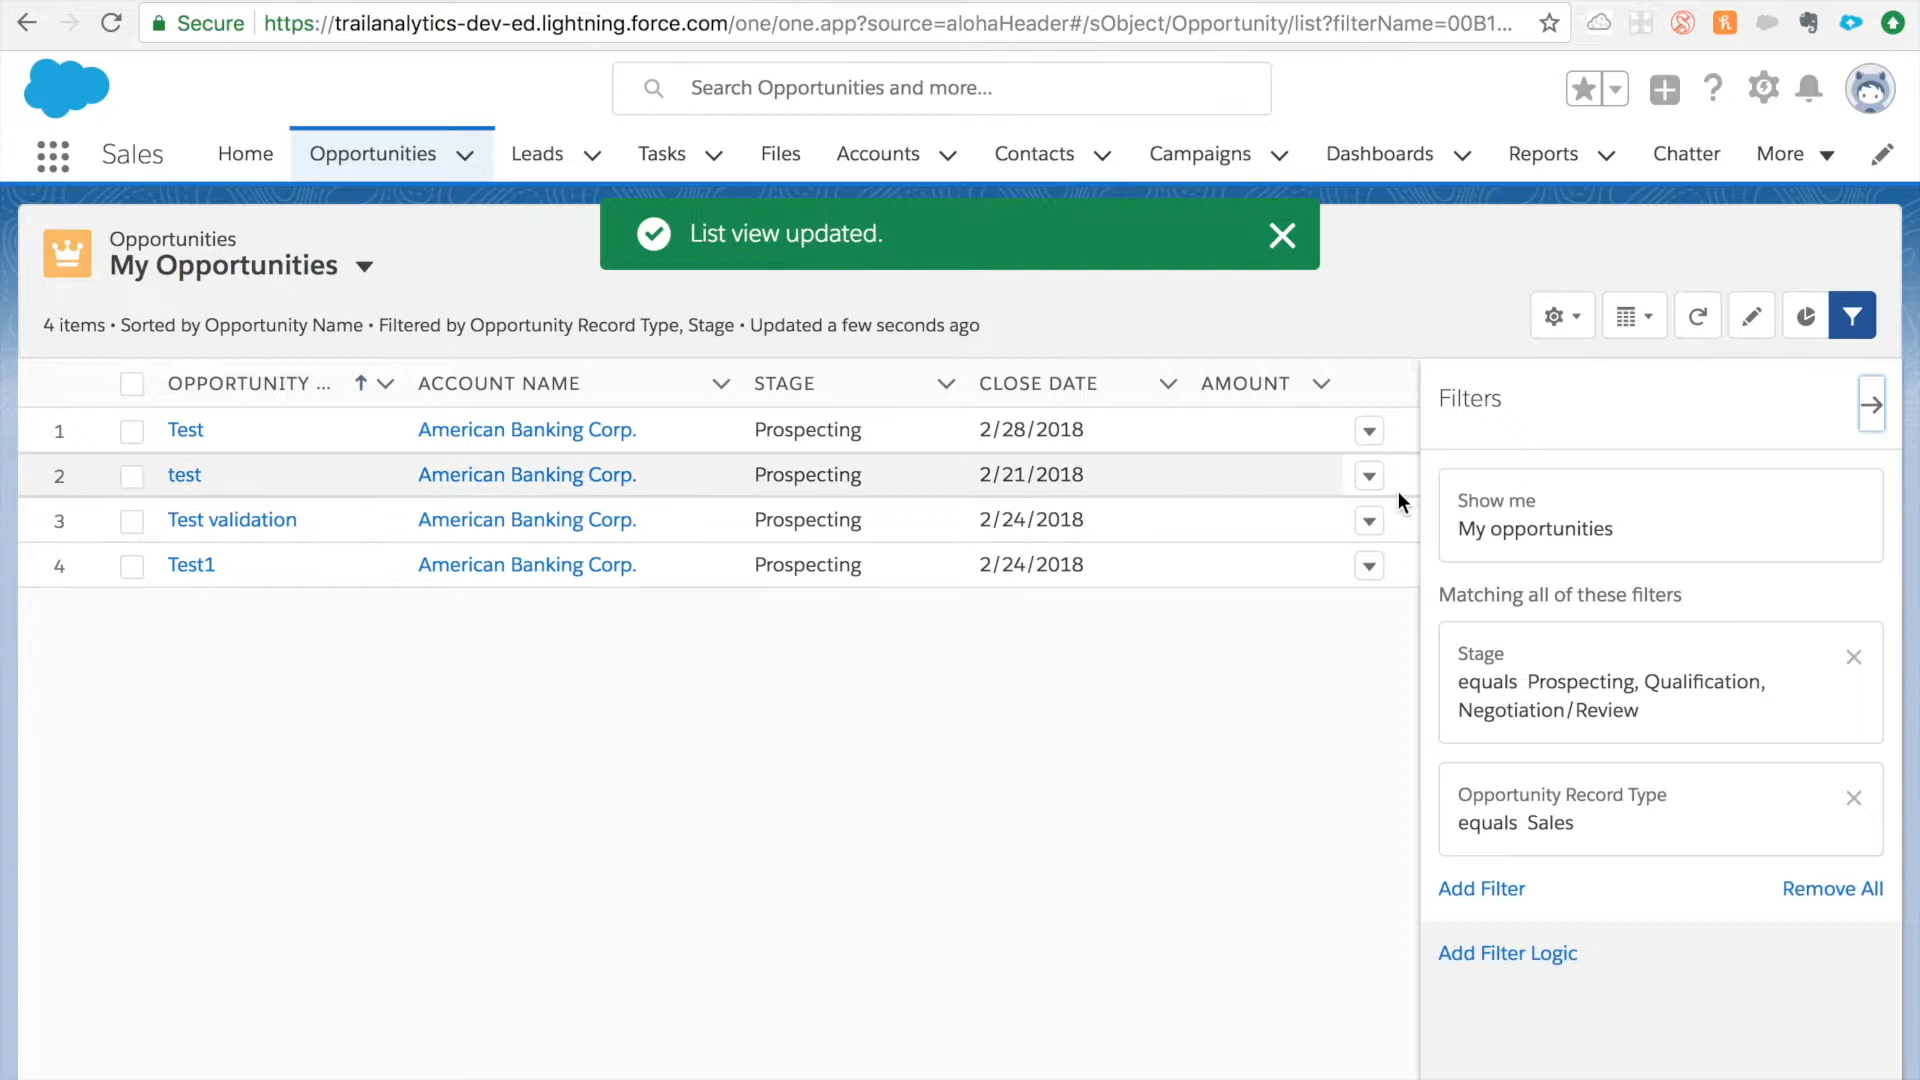 Secure https://trailanalytics-dev-ed.lightning.force.com/one/one.app?source=alohaHeader#/sObject/Opportunity/list?filterName=00B1...
Search Opportunities and more...
Sales Home Opportunities Leads Tasks Files Accounts Contacts Campaigns Dashboards Reports Chatter More
List view updated.
Opportunities
My Opportunities
4 items • Sorted by Opportunity Name • Filtered by Opportunity Record Type, Stage • Updated a few seconds ago
OPPORTUNITY ... ACCOUNT NAME STAGE CLOSE DATE AMOUNT
1 Test American Banking Corp. Prospecting 2/28/2018
2 test American Banking Corp. Prospecting 2/21/2018
3 Test validation American Banking Corp. Prospecting 2/24/2018
4 Test1 American Banking Corp. Prospecting 2/24/2018
Filters
Show me
My opportunities
Matching all of these filters
Stage
equals Prospecting, Qualification,
Negotiation/Review
Opportunity Record Type
equals Sales
Add Filter Remove All
Add Filter Logic